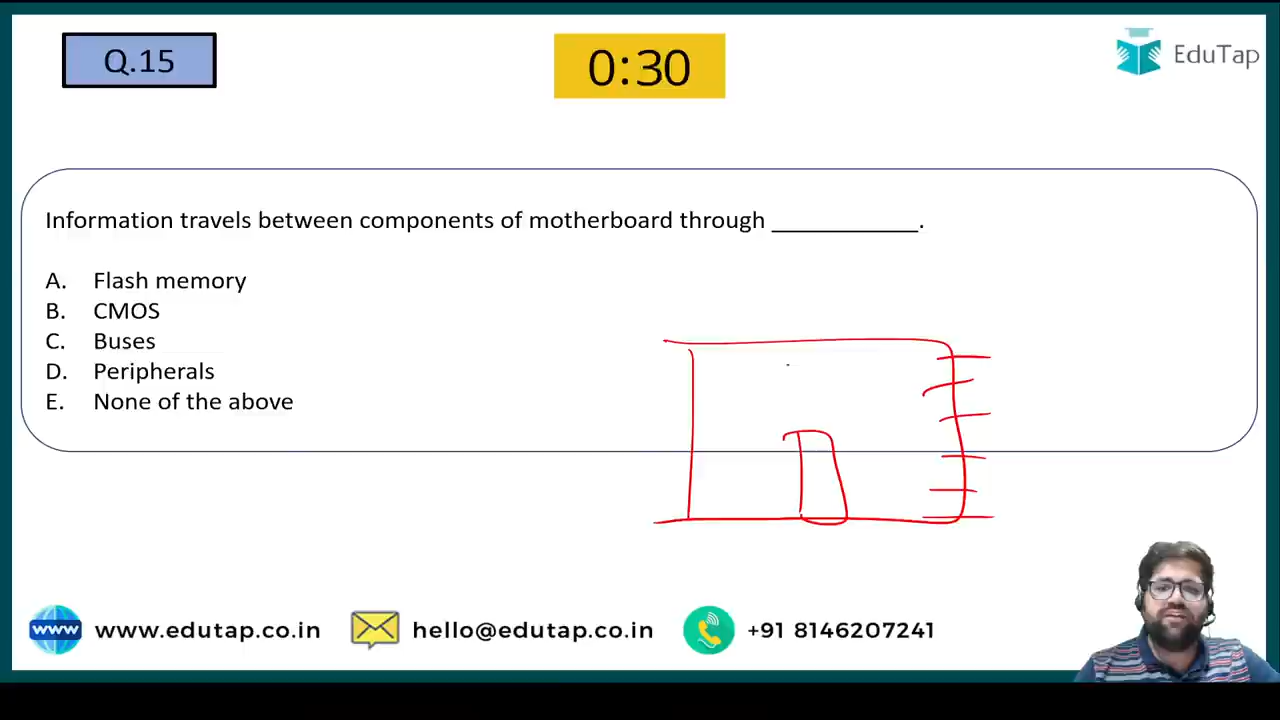 Q.15
0:30
EduTap
Information travels between components of motherboard through ____________.
A. Flash memory
B. CMOS
C. Buses
D. Peripherals
E. None of the above
www www.edutap.co.in hello@edutap.co.in +91 8146207241